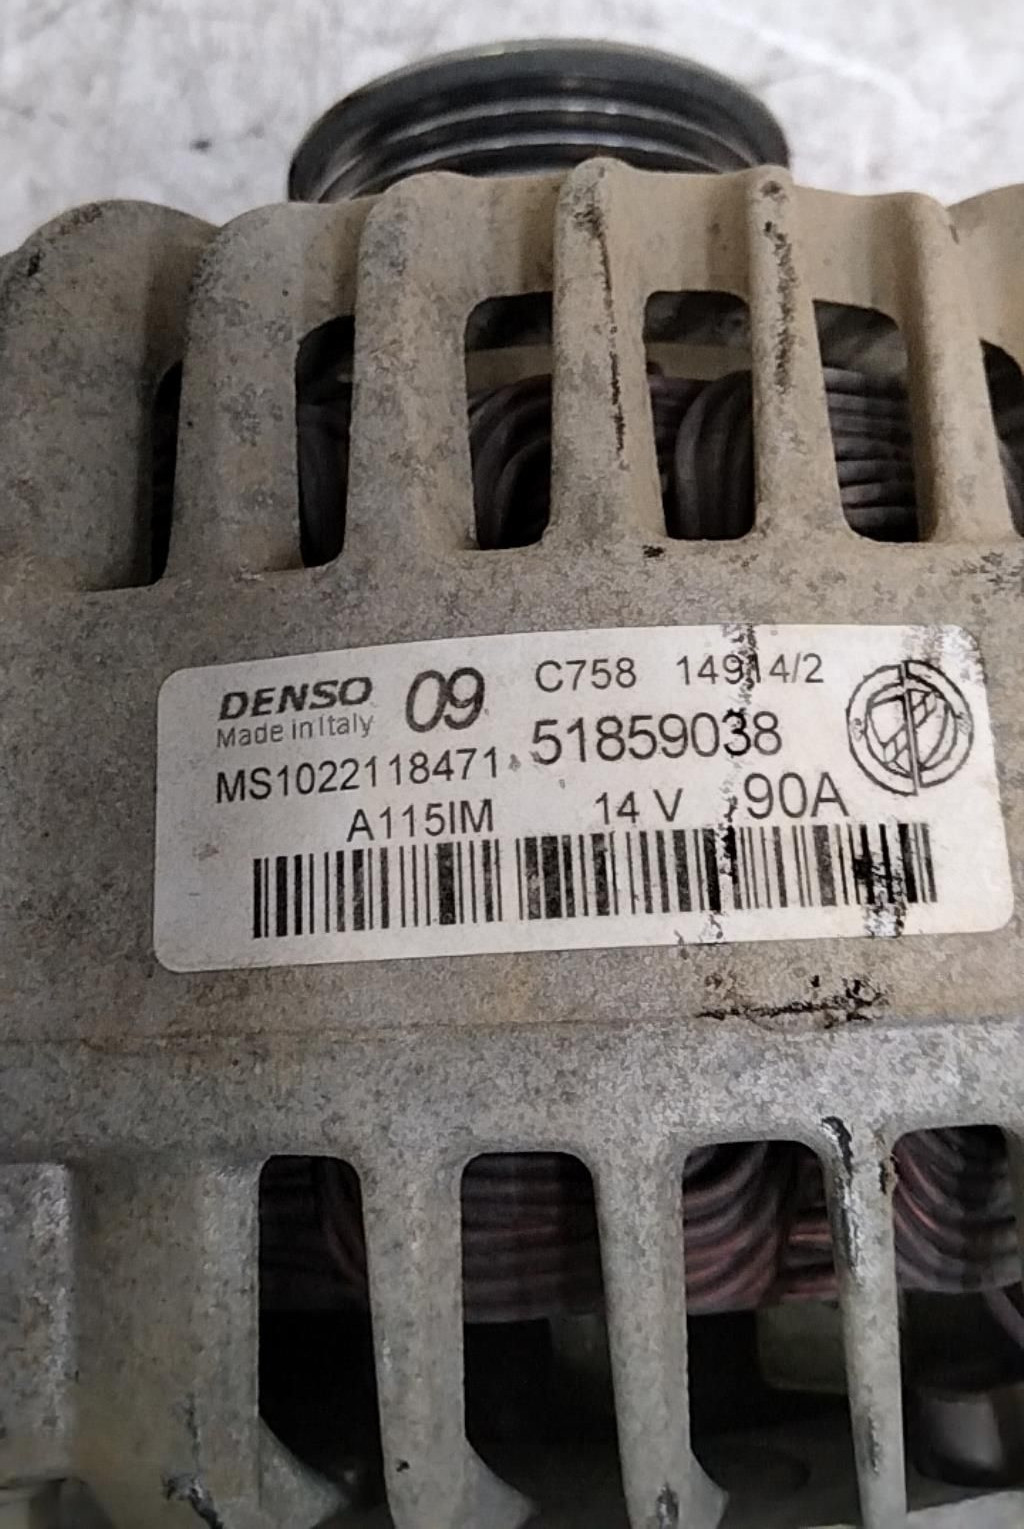 DENSO 09 C758 14914/2
Made in Italy 51859038
MS1022118471
A115IM 14 V 90A